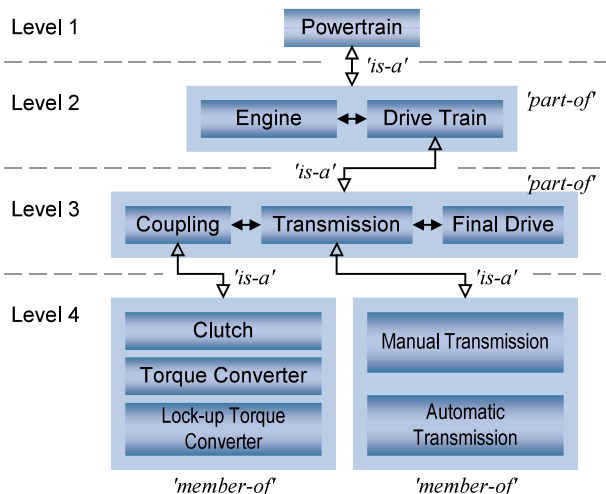 Level 1
Powertrain
'is-a'
Level 2
'part-of'
Engine
Drive Train
'is-a'
'part-of'
Level 3
Coupling
Transmission
Final Drive
'is-a'
'is-a'
Level 4
Clutch
Torque Converter
Lock-up Torque
Converter
Manual Transmission
Automatic
Transmission
'member-of'
'member-of'